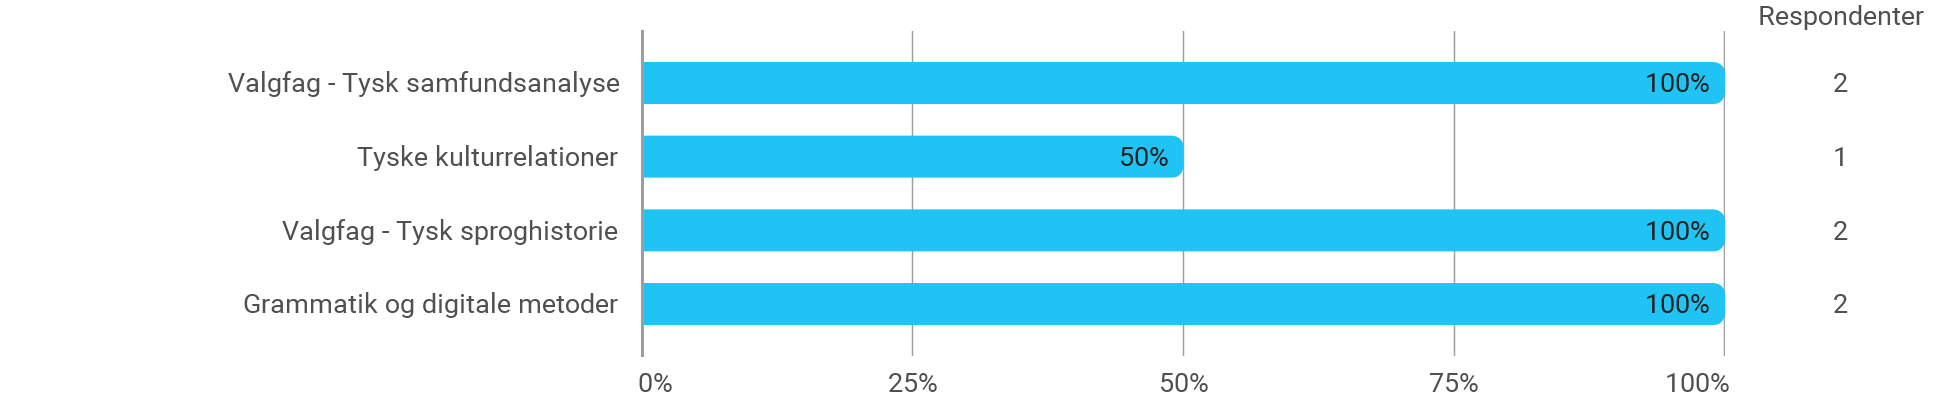 Respondenter
Valgfag - Tysk samfundsanalyse 100% 2
Tyske kulturrelationer 50% 1
Valgfag - Tysk sproghistorie 100% 2
Grammatik og digitale metoder 100% 2
0% 25% 50% 75% 100%